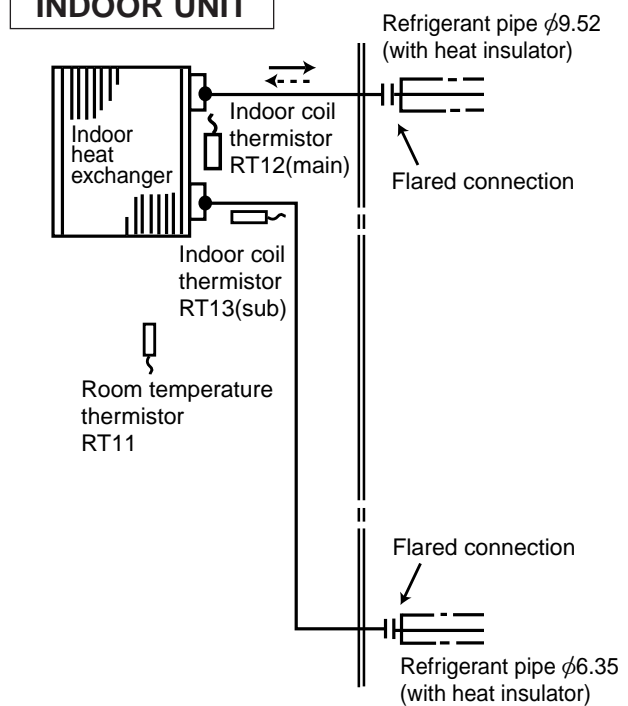 INDOOR UNIT
Refrigerant pipe ϕ9.52
(with heat insulator)
Indoor
heat
exchanger
Indoor coil
thermistor
RT12(main)
Flared connection
Indoor coil
thermistor
RT13(sub)
Room temperature
thermistor
RT11
Flared connection
Refrigerant pipe ϕ6.35
(with heat insulator)